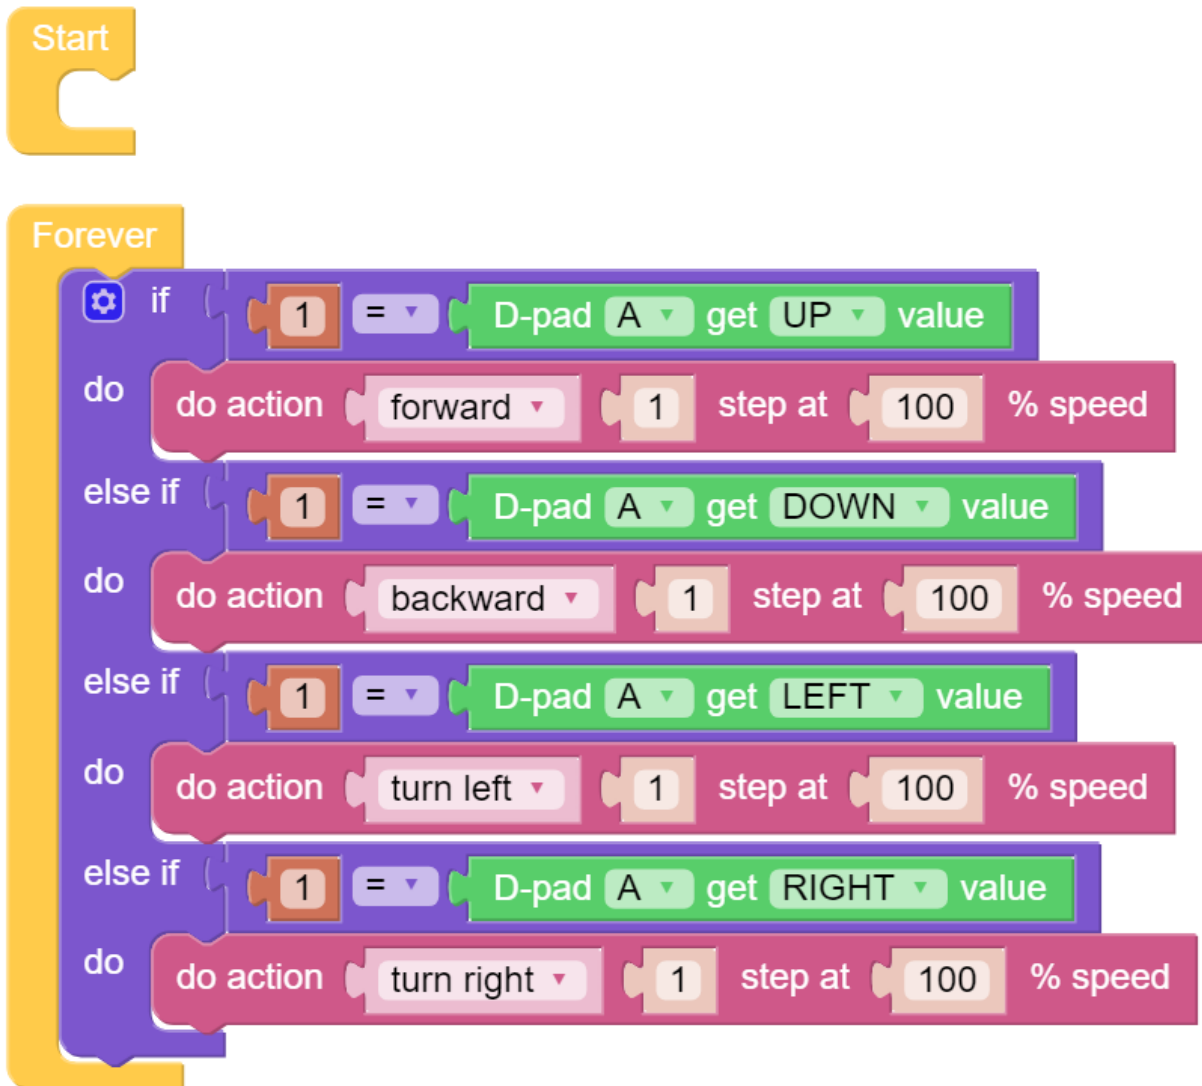 Start
Forever
if 1 = D-pad A get UP value
do do action forward 1 step at 100 % speed
else if 1 = D-pad A get DOWN value
do do action backward 1 step at 100 % speed
else if 1 = D-pad A get LEFT value
do do action turn left 1 step at 100 % speed
else if 1 = D-pad A get RIGHT value
do do action turn right 1 step at 100 % speed